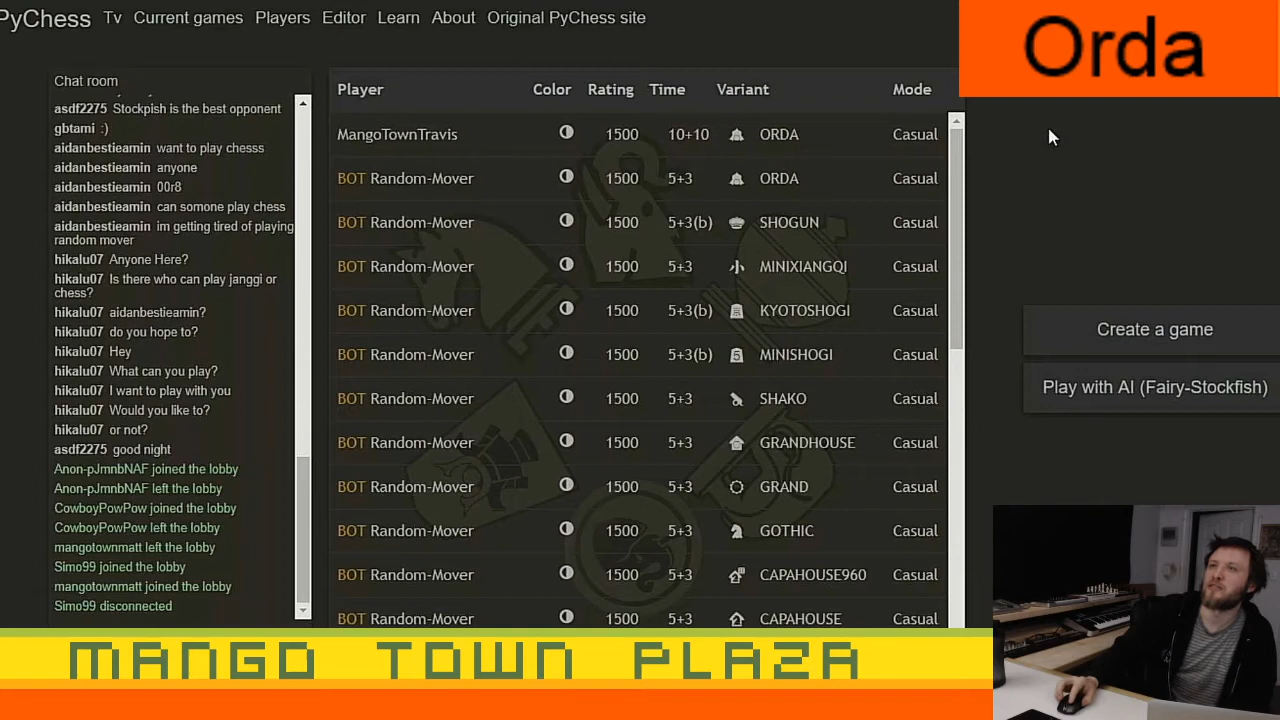 PyChess Tv Current games Players Editor Learn About Original PyChess site
Orda
Chat room
asdf2275 Stockpish is the best opponent
gbtami :)
aidanbestieamin want to play chesss
aidanbestieamin anyone
aidanbestieamin 00r8
aidanbestieamin can somone play chess
aidanbestieamin im getting tired of playing
random mover
hikalu07 Anyone Here?
hikalu07 Is there who can play janggi or
chess?
hikalu07 aidanbestieamin?
hikalu07 do you hope to?
hikalu07 Hey
hikalu07 What can you play?
hikalu07 I want to play with you
hikalu07 Would you like to?
hikalu07 or not?
asdf2275 good night
Anon-pJmnbNAF joined the lobby
Anon-pJmnbNAF left the lobby
CowboyPowPow joined the lobby
CowboyPowPow left the lobby
mangotownmatt left the lobby
Simo99 joined the lobby
mangotownmatt joined the lobby
Simo99 disconnected
Player Color Rating Time Variant Mode
MangoTownTravis 1500 10+10 ORDA Casual
BOT Random-Mover 1500 5+3 ORDA Casual
BOT Random-Mover 1500 5+3(b) SHOGUN Casual
BOT Random-Mover 1500 5+3 MINIXIANGQI Casual
BOT Random-Mover 1500 5+3(b) KYOTOSHOGI Casual
BOT Random-Mover 1500 5+3(b) MINISHOGI Casual
BOT Random-Mover 1500 5+3 SHAKO Casual
BOT Random-Mover 1500 5+3 GRANDHOUSE Casual
BOT Random-Mover 1500 5+3 GRAND Casual
BOT Random-Mover 1500 5+3 GOTHIC Casual
BOT Random-Mover 1500 5+3 CAPAHOUSE960 Casual
BOT Random-Mover 1500 5+3 CAPAHOUSE Casual
Create a game
Play with AI (Fairy-Stockfish)
MANGO TOWN PLAZA